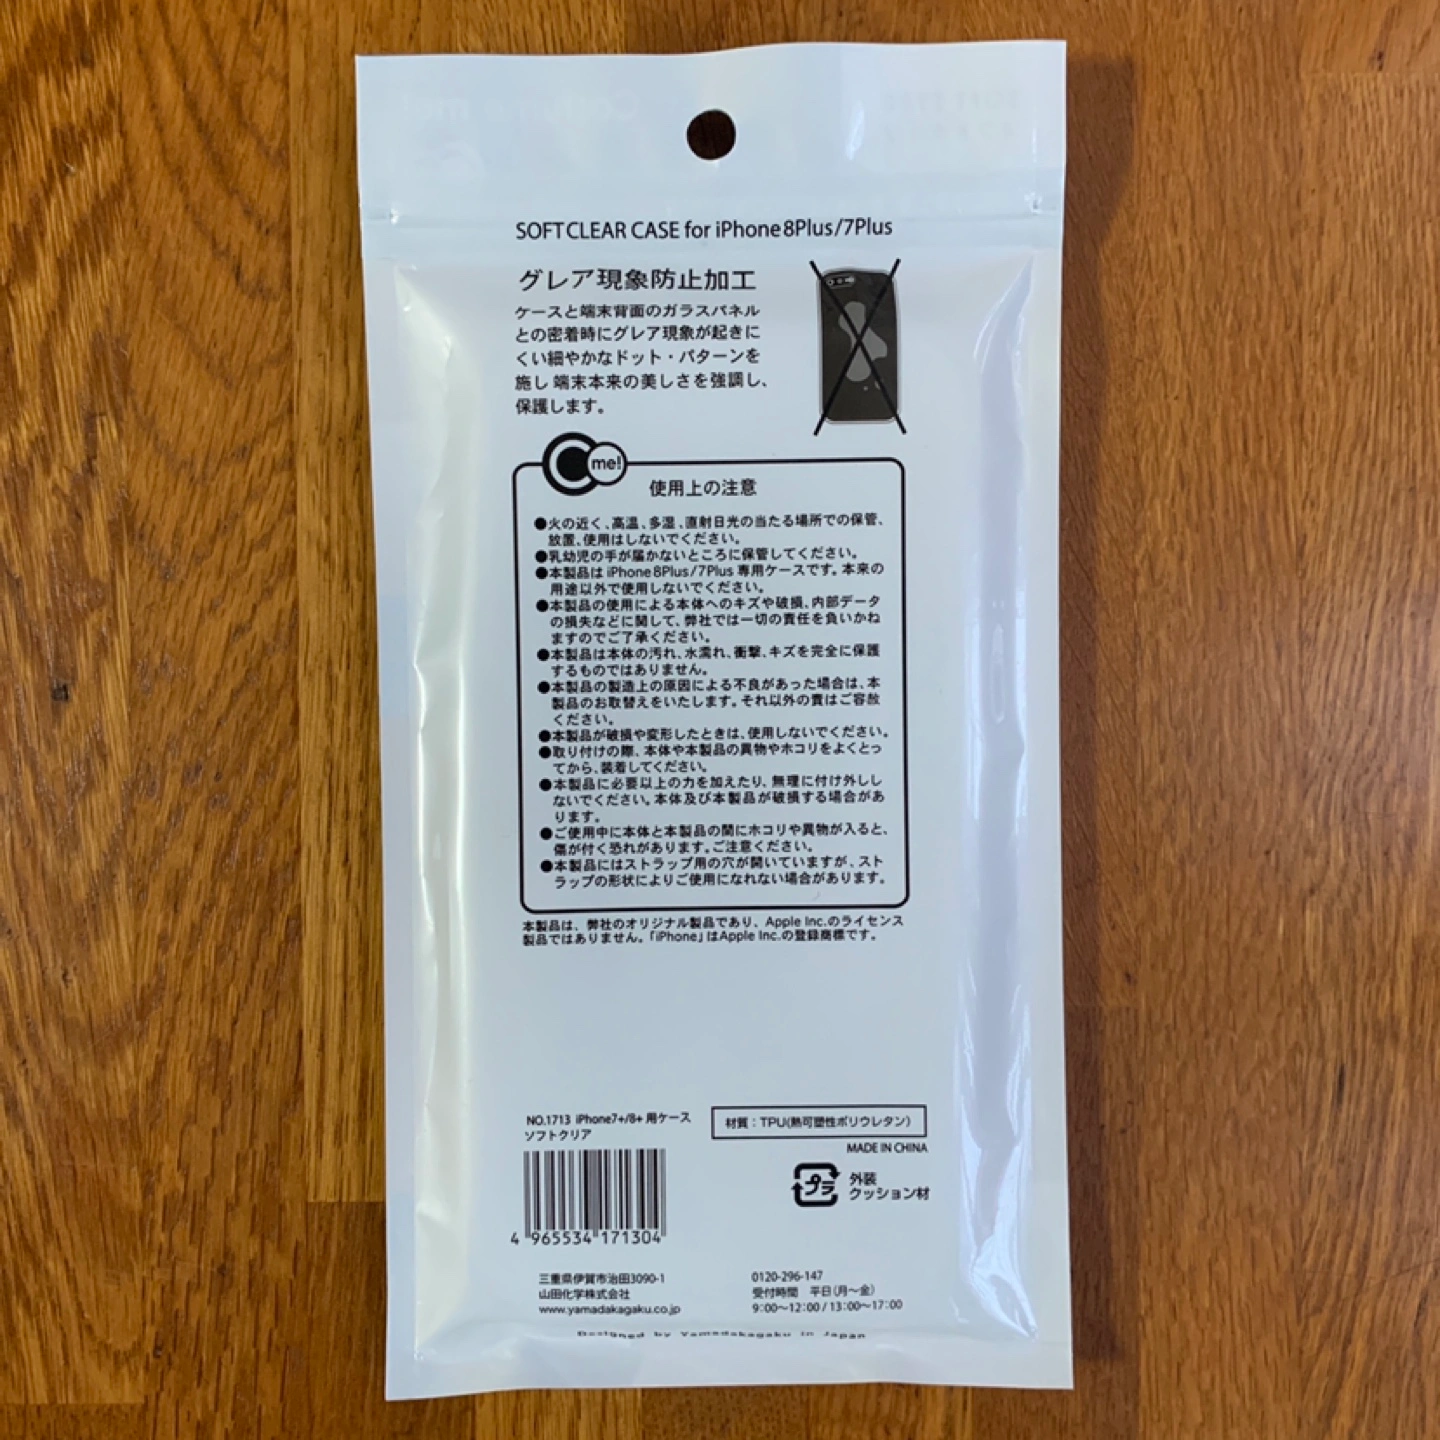 SOFT CLEAR CASE for iPhone8Plus/7Plus
グレア現象防止加工
ケースと端末背面のガラスパネル
との密着時にグレア現象が起きに
くい細やかなドット・パターンを
施し 端末本来の美しさを強調し、
保護します。
C me!
使用上の注意
●火の近く、高温、多湿、直射日光の当たる場所での保管、
放置、使用はしないでください。
●乳幼児の手が届かないところに保管してください。
●本製品は iPhone8Plus/7Plus 専用ケースです。本来の
用途以外で使用しないでください。
●本製品の使用による本体へのキズや破損、内部データ
の損失などに関して、弊社では一切の責任を負いかね
ますのでご了承ください。
●本製品は本体の汚れ、水濡れ、衝撃、キズを完全に保護
するものではありません。
●本製品の製造上の原因による不良があった場合は、本
製品のお取替えをいたします。それ以外の責はご容赦
ください。
●本製品が破損や変形したときは、使用しないでください。
●取り付けの際、本体や本製品の異物やホコリをよくとっ
てから、装着してください。
●本製品に必要以上の力を加えたり、無理に付け外しし
ないでください。本体及び本製品が破損する場合があ
ります。
●ご使用中に本体と本製品の間にホコリや異物が入ると、
傷が付く恐れがあります。ご注意ください。
●本製品にはストラップ用の穴が開いていますが、スト
ラップの形状によりご使用になれない場合があります。
本製品は、弊社のオリジナル製品であり、Apple Inc.のライセンス
製品ではありません。「iPhone」はApple Inc.の登録商標です。
NO.1713 iPhone7+/8+ 用ケース
ソフトクリア
材質：TPU(熱可塑性ポリウレタン)
MADE IN CHINA
プラ
外装
クッション材
4 965534 171304
三重県伊賀市治田3090-1
山田化学株式会社
www.yamadakagaku.co.jp
0120-296-147
受付時間 平日(月～金)
9:00～12:00 / 13:00～17:00
Designed by Yamadakagaku in Japan